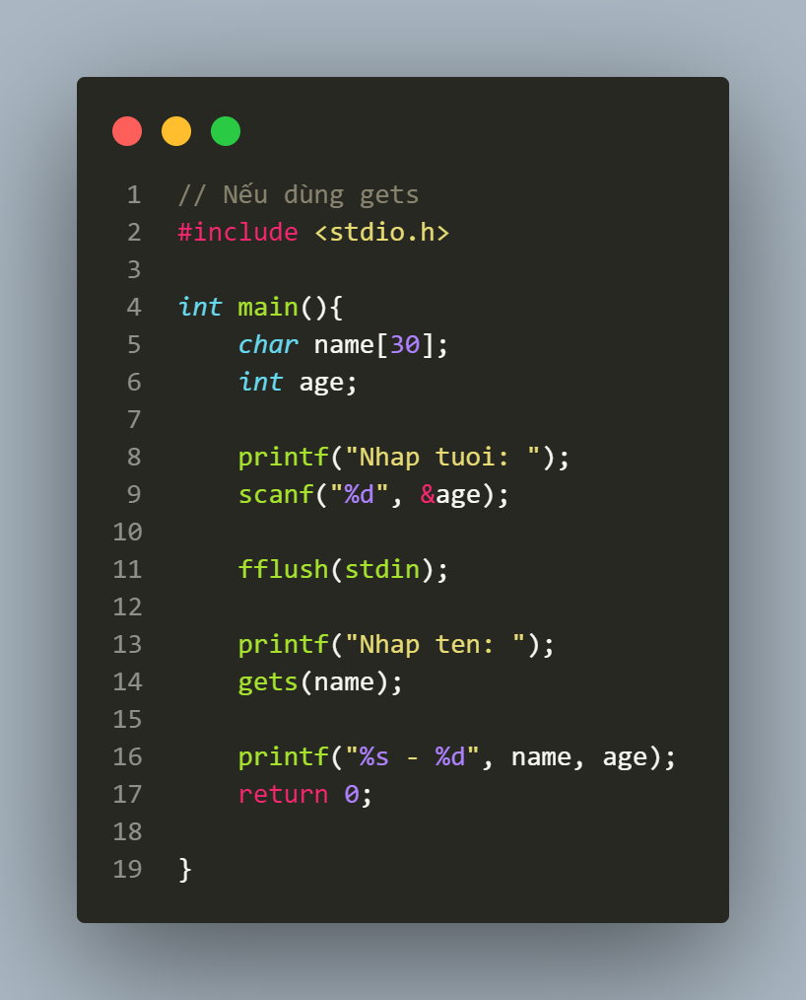 1 // Nếu dùng gets
2 #include <stdio.h>
3
4 int main(){
5     char name[30];
6     int age;
7
8     printf("Nhap tuoi: ");
9     scanf("%d", &age);
10
11     fflush(stdin);
12
13     printf("Nhap ten: ");
14     gets(name);
15
16     printf("%s - %d", name, age);
17     return 0;
18
19 }